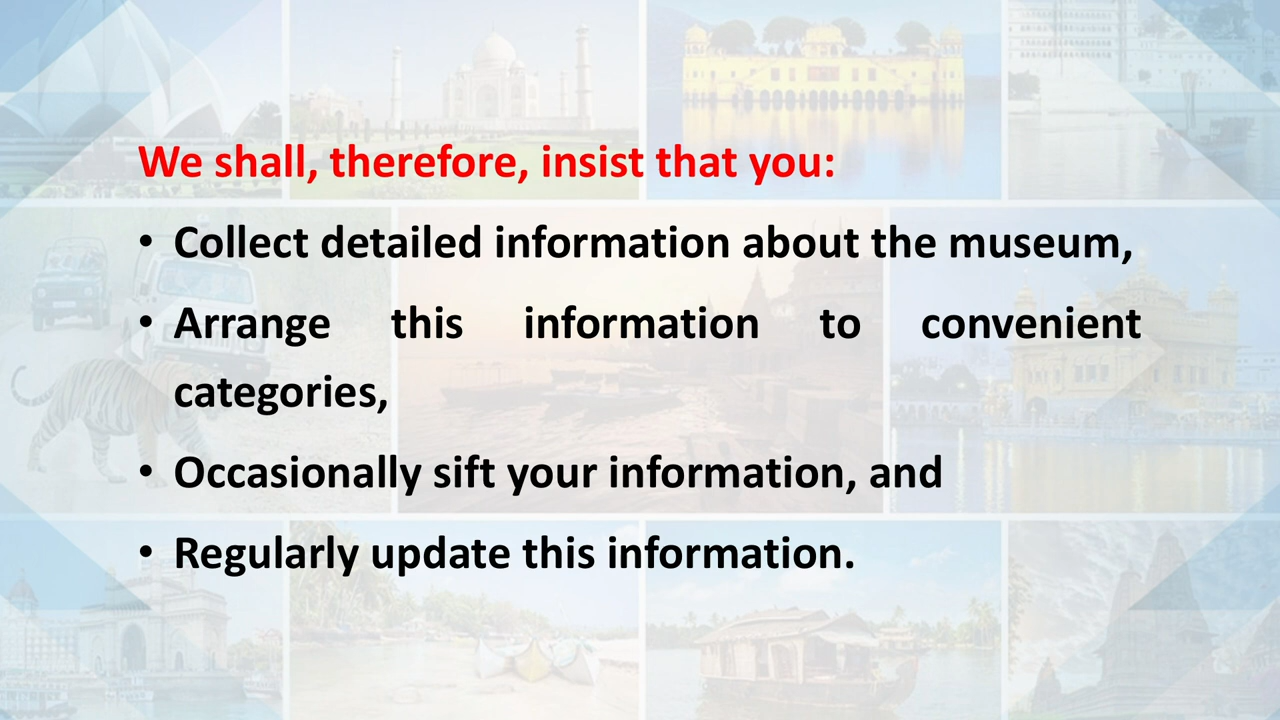 We shall, therefore, insist that you:
• Collect detailed information about the museum,
• Arrange this information to convenient
categories,
• Occasionally sift your information, and
• Regularly update this information.